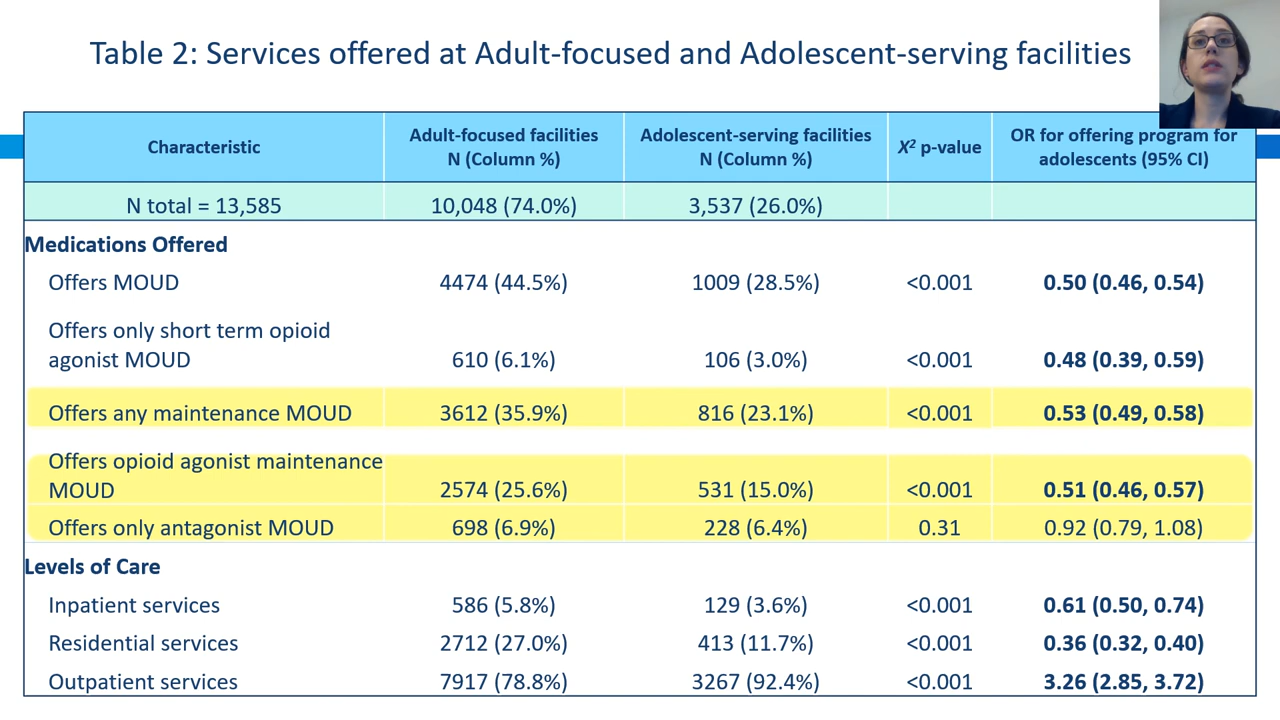 Table 2: Services offered at Adult-focused and Adolescent-serving facilities
Characteristic
Adult-focused facilities
N (Column %)
Adolescent-serving facilities
N (Column %)
X² p-value
OR for offering program for
adolescents (95% CI)
N total = 13,585 10,048 (74.0%) 3,537 (26.0%)
Medications Offered
Offers MOUD 4474 (44.5%) 1009 (28.5%) <0.001 0.50 (0.46, 0.54)
Offers only short term opioid
agonist MOUD 610 (6.1%) 106 (3.0%) <0.001 0.48 (0.39, 0.59)
Offers any maintenance MOUD 3612 (35.9%) 816 (23.1%) <0.001 0.53 (0.49, 0.58)
Offers opioid agonist maintenance
MOUD 2574 (25.6%) 531 (15.0%) <0.001 0.51 (0.46, 0.57)
Offers only antagonist MOUD 698 (6.9%) 228 (6.4%) 0.31 0.92 (0.79, 1.08)
Levels of Care
Inpatient services 586 (5.8%) 129 (3.6%) <0.001 0.61 (0.50, 0.74)
Residential services 2712 (27.0%) 413 (11.7%) <0.001 0.36 (0.32, 0.40)
Outpatient services 7917 (78.8%) 3267 (92.4%) <0.001 3.26 (2.85, 3.72)